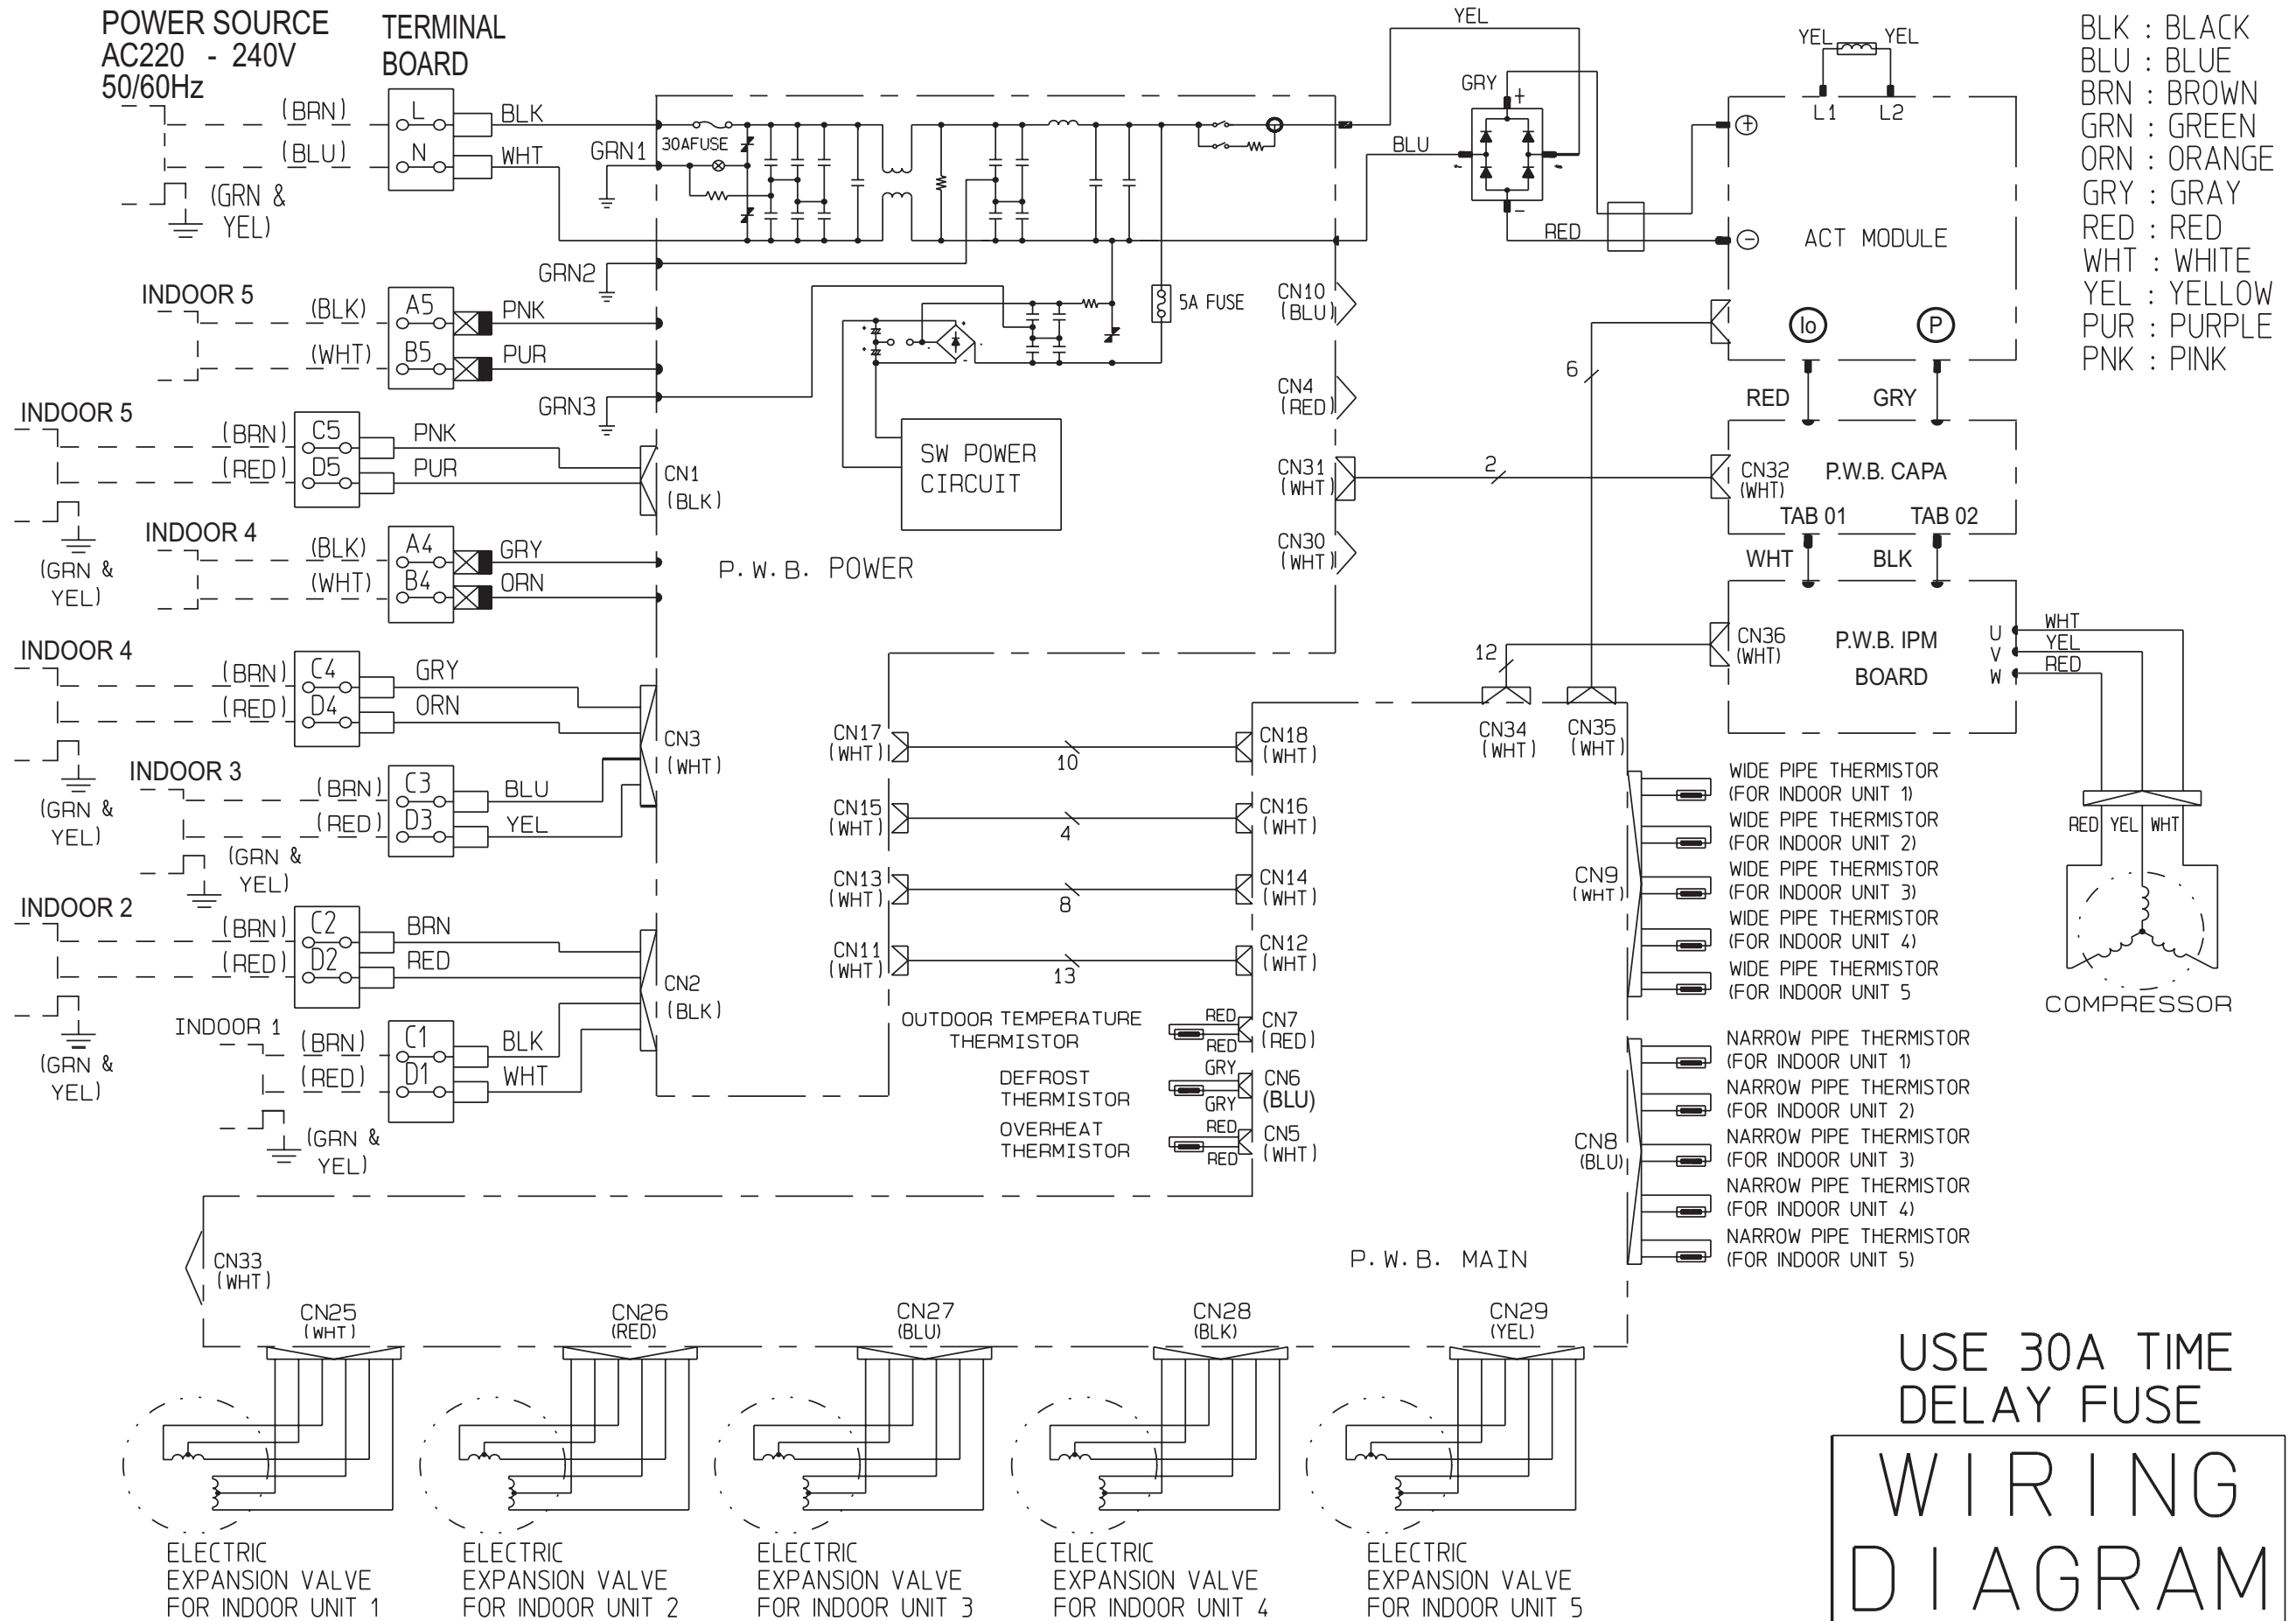 POWER SOURCE
AC220 - 240V
50/60Hz
TERMINAL
BOARD
(BRN)
(BLU)
(GRN &
YEL)
L
N
BLK
WHT
GRN1
30AFUSE
GRN2
GRN3
5A FUSE
SW POWER
CIRCUIT
P.W.B. POWER
YEL
GRY
+
BLU
-
RED
YEL
YEL
L1
L2
+
-
ACT MODULE
Io
P
BLK : BLACK
BLU : BLUE
BRN : BROWN
GRN : GREEN
ORN : ORANGE
GRY : GRAY
RED : RED
WHT : WHITE
YEL : YELLOW
PUR : PURPLE
PNK : PINK
INDOOR 5
(BLK)
(WHT)
A5
B5
PNK
PUR
INDOOR 5
(BRN)
(RED)
C5
D5
PNK
PUR
(GRN &
YEL)
CN1
(BLK)
INDOOR 4
(BLK)
(WHT)
A4
B4
GRY
ORN
INDOOR 4
(BRN)
(RED)
C4
D4
GRY
ORN
(GRN &
YEL)
CN3
(WHT)
INDOOR 3
(BRN)
(RED)
C3
D3
BLU
YEL
(GRN &
YEL)
INDOOR 2
(BRN)
(RED)
C2
D2
BRN
RED
(GRN &
YEL)
CN2
(BLK)
INDOOR 1
(BRN)
(RED)
C1
D1
BLK
WHT
(GRN &
YEL)
CN10
(BLU)
CN4
(RED)
CN31
(WHT)
2
CN30
(WHT)
6
12
RED
GRY
CN32
(WHT)
P.W.B. CAPA
TAB 01
TAB 02
WHT
BLK
CN36
(WHT)
P.W.B. IPM
BOARD
U
V
W
WHT
YEL
RED
RED
YEL
WHT
COMPRESSOR
CN34
(WHT)
CN35
(WHT)
CN17
(WHT)
10
CN18
(WHT)
CN15
(WHT)
4
CN16
(WHT)
CN13
(WHT)
8
CN14
(WHT)
CN11
(WHT)
13
CN12
(WHT)
OUTDOOR TEMPERATURE
THERMISTOR
RED
RED
CN7
(RED)
DEFROST
THERMISTOR
GRY
GRY
CN6
(BLU)
OVERHEAT
THERMISTOR
RED
RED
CN5
(WHT)
CN9
(WHT)
WIDE PIPE THERMISTOR
(FOR INDOOR UNIT 1)
WIDE PIPE THERMISTOR
(FOR INDOOR UNIT 2)
WIDE PIPE THERMISTOR
(FOR INDOOR UNIT 3)
WIDE PIPE THERMISTOR
(FOR INDOOR UNIT 4)
WIDE PIPE THERMISTOR
(FOR INDOOR UNIT 5
CN8
(BLU)
NARROW PIPE THERMISTOR
(FOR INDOOR UNIT 1)
NARROW PIPE THERMISTOR
(FOR INDOOR UNIT 2)
NARROW PIPE THERMISTOR
(FOR INDOOR UNIT 3)
NARROW PIPE THERMISTOR
(FOR INDOOR UNIT 4)
NARROW PIPE THERMISTOR
(FOR INDOOR UNIT 5)
P.W.B. MAIN
CN33
(WHT)
CN25
(WHT)
CN26
(RED)
CN27
(BLU)
CN28
(BLK)
CN29
(YEL)
ELECTRIC
EXPANSION VALVE
FOR INDOOR UNIT 1
ELECTRIC
EXPANSION VALVE
FOR INDOOR UNIT 2
ELECTRIC
EXPANSION VALVE
FOR INDOOR UNIT 3
ELECTRIC
EXPANSION VALVE
FOR INDOOR UNIT 4
ELECTRIC
EXPANSION VALVE
FOR INDOOR UNIT 5
USE 30A TIME
DELAY FUSE
WIRING
DIAGRAM